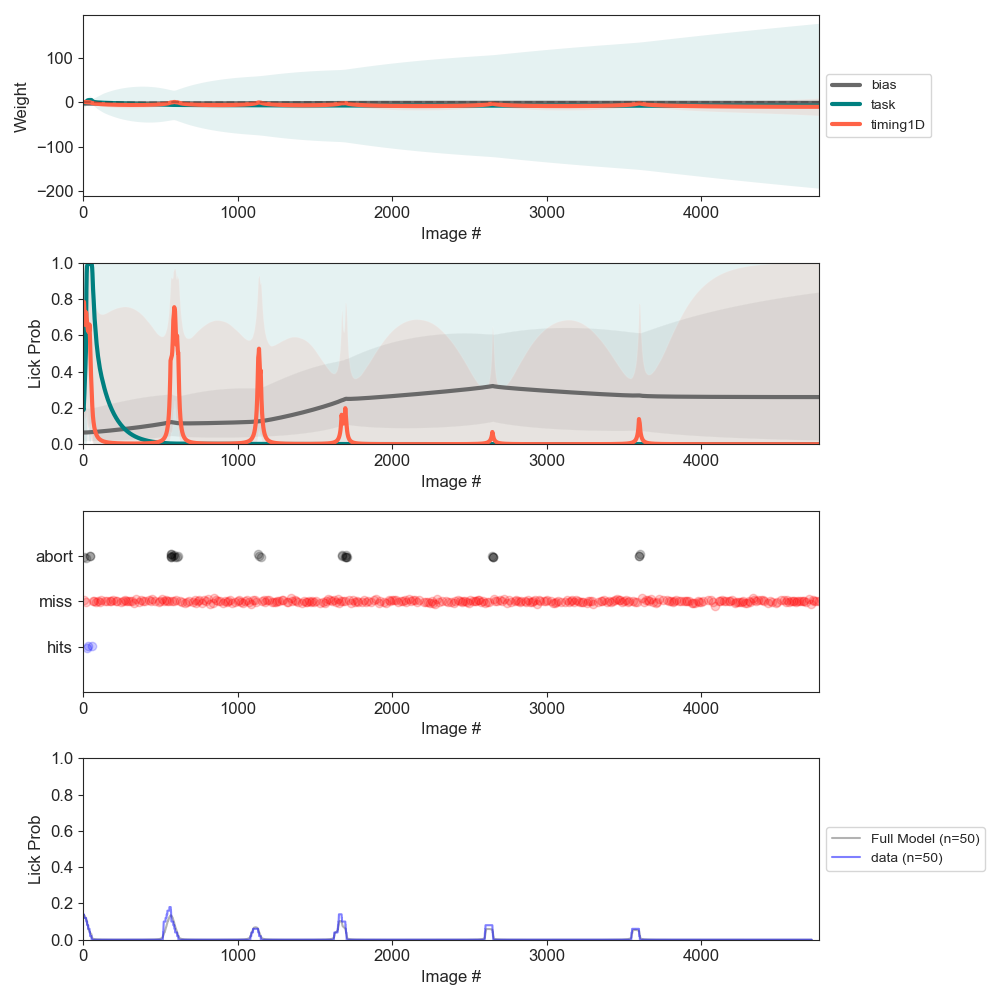 100
0
−100
−200
Weight
0 1000 2000 3000 4000
Image #
bias
task
timing1D
1.0
0.8
0.6
0.4
0.2
0.0
Lick Prob
0 1000 2000 3000 4000
Image #
abort
miss
hits
0 1000 2000 3000 4000
Image #
1.0
0.8
0.6
0.4
0.2
0.0
Lick Prob
0 1000 2000 3000 4000
Image #
Full Model (n=50)
data (n=50)